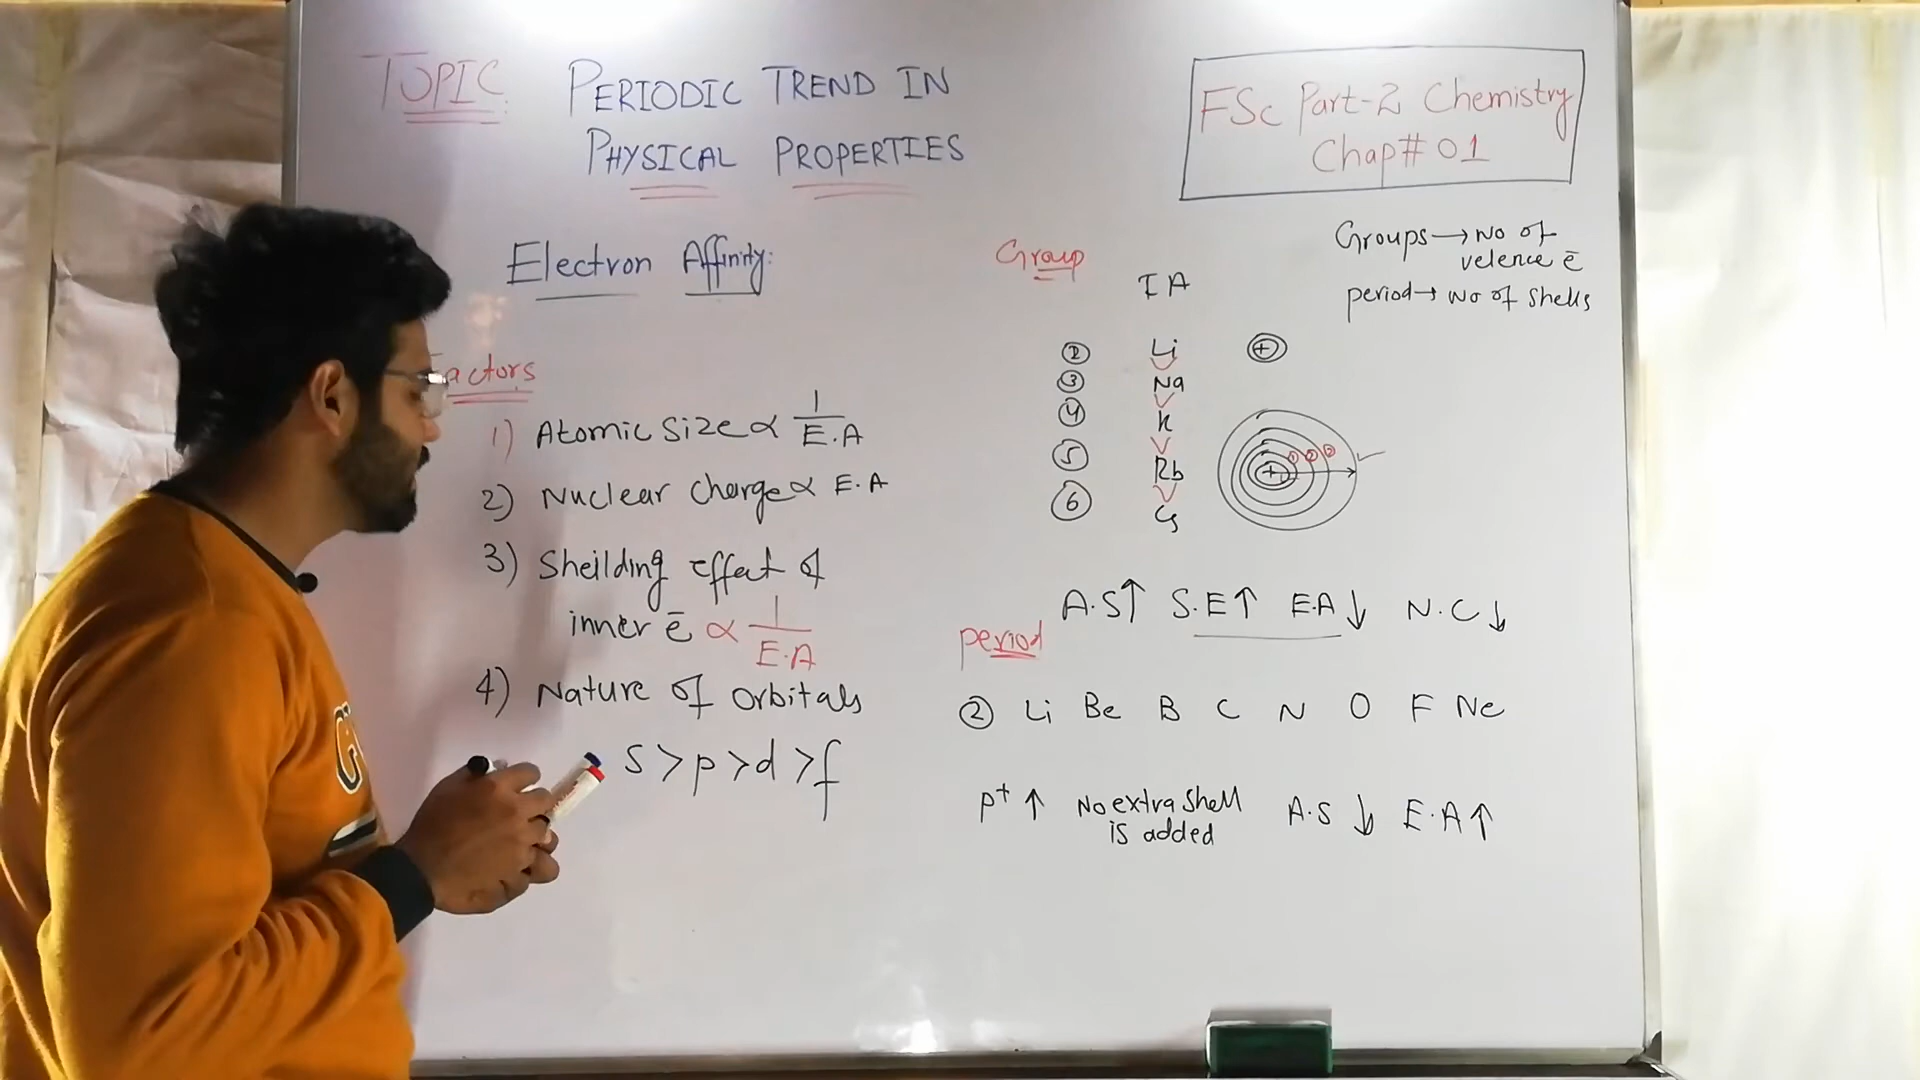 TOPIC: PERIODIC TREND IN
PHYSICAL PROPERTIES
FSc Part-2 Chemistry
Chap# 01
Electron Affinity:
Factors
1) Atomic Size ∝ 1/E.A
2) Nuclear Charge ∝ E.A
3) Sheilding effect of
inner ē ∝ 1/E.A
4) Nature of Orbitals
s > p > d > f
Group
I A
Groups → No of
velence ē
period → No of Shells
② Li +
③ Na
④ K
⑤ Rb + ① ② ③
⑥ Cs
A.S↑ S.E↑ E.A↓ N.C↓
period
② Li Be B C N O F Ne
p⁺ ↑ No extra shell
is added
A.S ↓ E.A↑